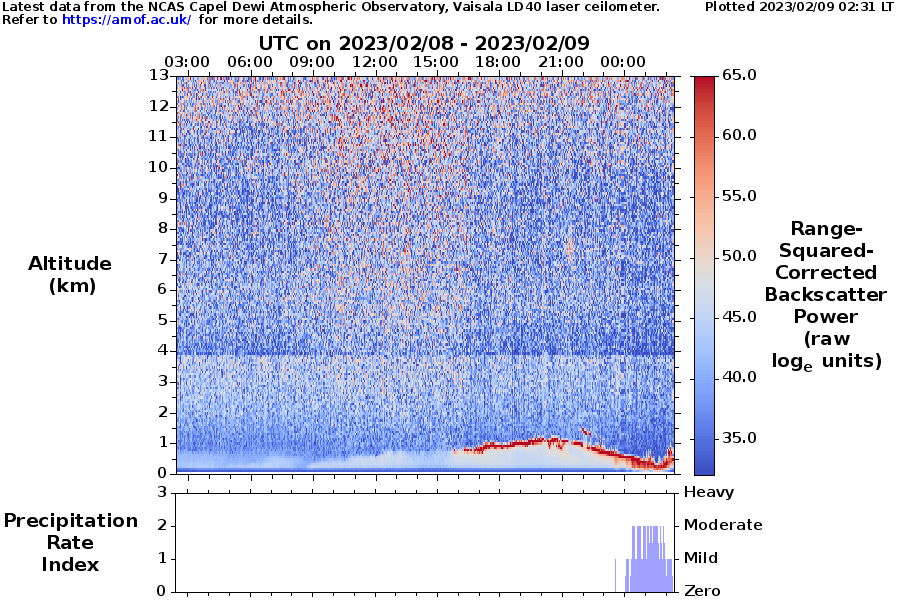 Latest data from the NCAS Capel Dewi Atmospheric Observatory, Vaisala LD40 laser ceilometer. Plotted 2023/02/09 02:31 LT
Refer to https://amof.ac.uk/ for more details.
UTC on 2023/02/08 - 2023/02/09
03:00 06:00 09:00 12:00 15:00 18:00 21:00 00:00
13
12
11
10
9
8
7
6
5
4
3
2
1
0
Altitude
(km)
65.0
60.0
55.0
50.0
45.0
40.0
35.0
Range-
Squared-
Corrected
Backscatter
Power
(raw
loge units)
3
2
1
0
Precipitation
Rate
Index
Heavy
Moderate
Mild
Zero